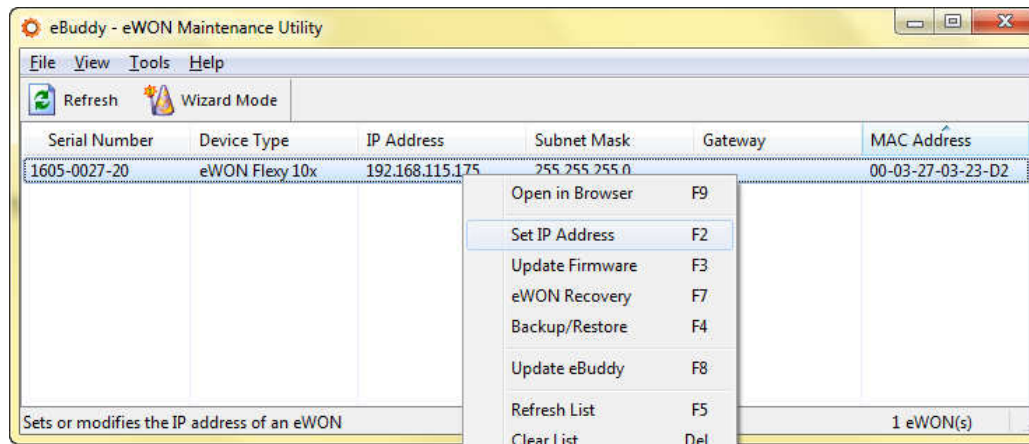 eBuddy - eWON Maintenance Utility
File View Tools Help
Refresh Wizard Mode
Serial Number Device Type IP Address Subnet Mask Gateway MAC Address
1605-0027-20 eWON Flexy 10x 192.168.115.175 255.255.255.0 00-03-27-03-23-D2
Open in Browser F9
Set IP Address F2
Update Firmware F3
eWON Recovery F7
Backup/Restore F4
Update eBuddy F8
Refresh List F5
Clear List Del
Sets or modifies the IP address of an eWON 1 eWON(s)